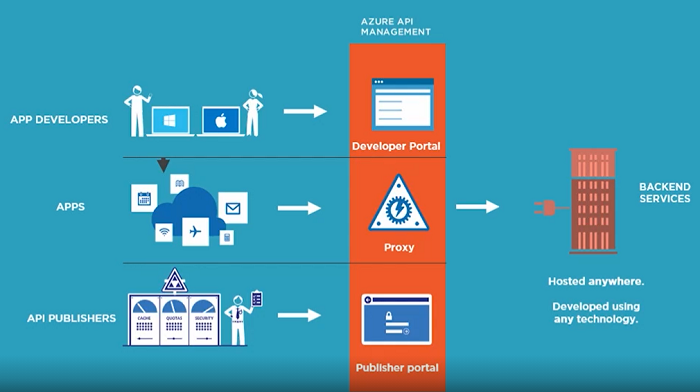 AZURE API
MANAGEMENT
APP DEVELOPERS
Developer Portal
APPS
Proxy
BACKEND
SERVICES
Hosted anywhere.
Developed using
any technology.
API PUBLISHERS
CACHE
QUOTAS
SECURITY
Publisher portal